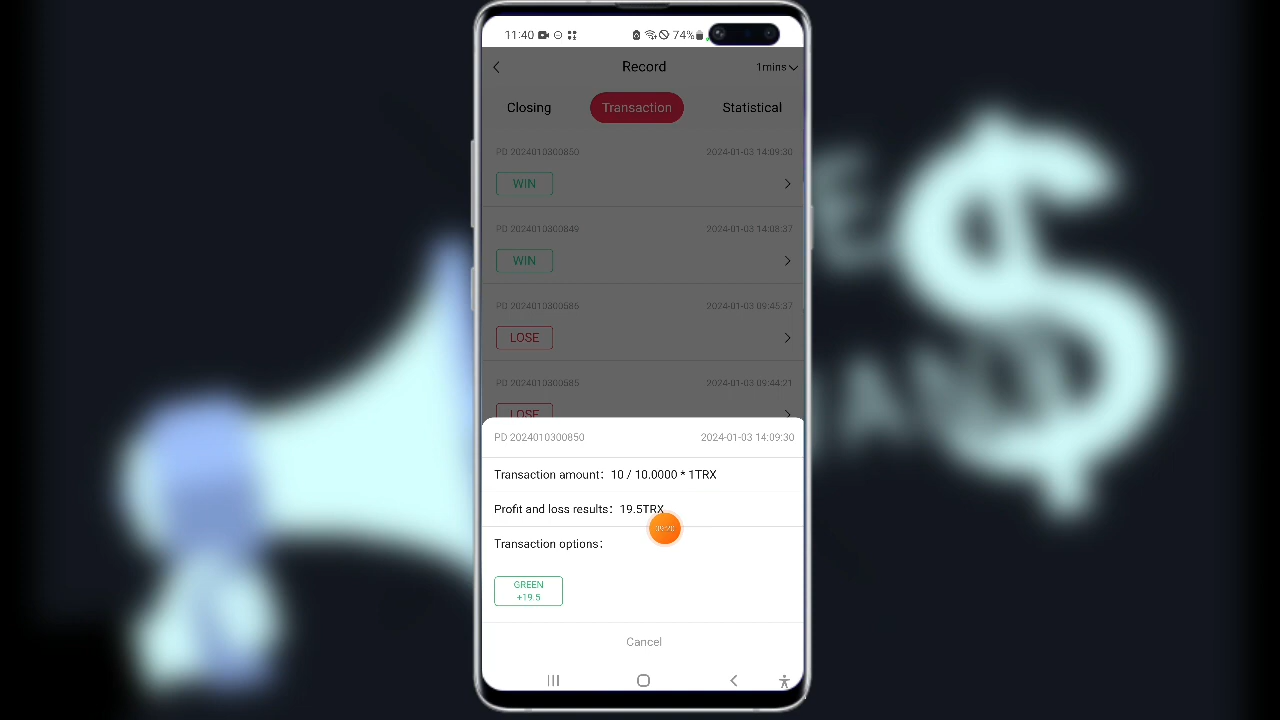 11:40 74%
Record 1mins
Closing Transaction Statistical
PD 2024010300850 2024-01-03 14:09:30
WIN
PD 2024010300849 2024-01-03 14:08:37
WIN
PD 2024010300585 2024-01-03 09:45:37
LOSE
PD 2024010300585 2024-01-03 09:44:21
LOSE
PD 2024010300850 2024-01-03 14:09:30
Transaction amount: 10 / 10.0000 * 1TRX
Profit and loss results: 19.5TRX
09:20
Transaction options:
GREEN
+19.5
Cancel